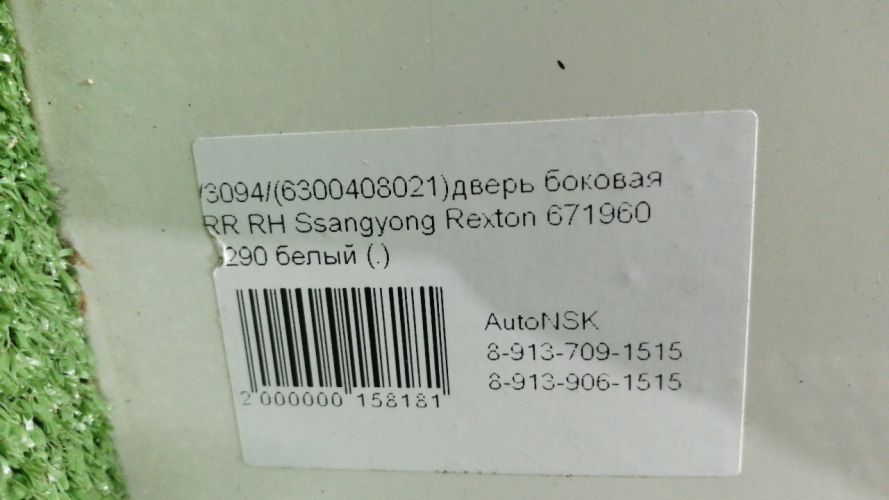 /3094/(6300408021)дверь боковая
RR RH Ssangyong Rexton 671960
290 белый (.)
AutoNSK
8-913-709-1515
8-913-906-1515
2 000000 158181